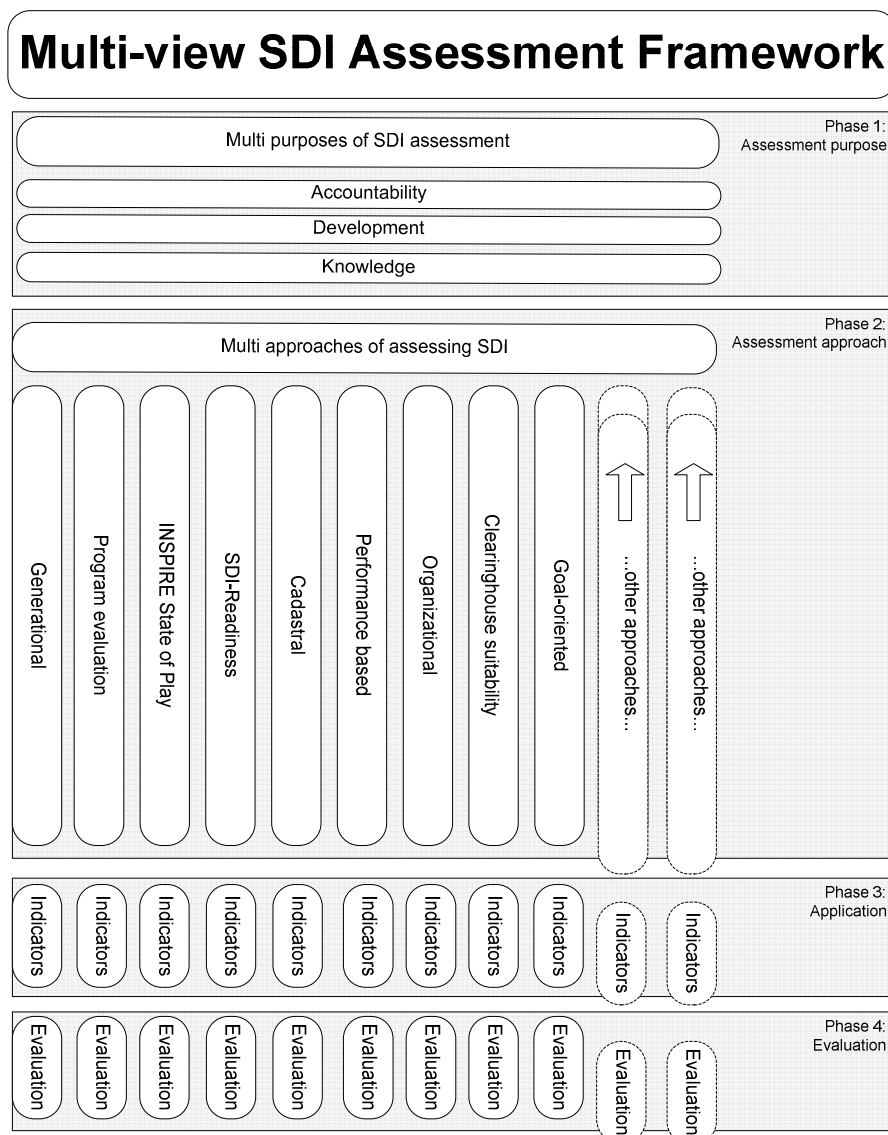 Multi-view SDI Assessment Framework
Phase 1:
Assessment purpose
Multi purposes of SDI assessment
Accountability
Development
Knowledge
Phase 2:
Assessment approach
Multi approaches of assessing SDI
Generational
Program evaluation
INSPIRE State of Play
SDI-Readiness
Cadastral
Performance based
Organizational
Clearinghouse suitability
Goal-oriented
...other approaches...
...other approaches...
Phase 3:
Application
Indicators
Indicators
Indicators
Indicators
Indicators
Indicators
Indicators
Indicators
Indicators
Indicators
Indicators
Phase 4:
Evaluation
Evaluation
Evaluation
Evaluation
Evaluation
Evaluation
Evaluation
Evaluation
Evaluation
Evaluation
Evaluation
Evaluation